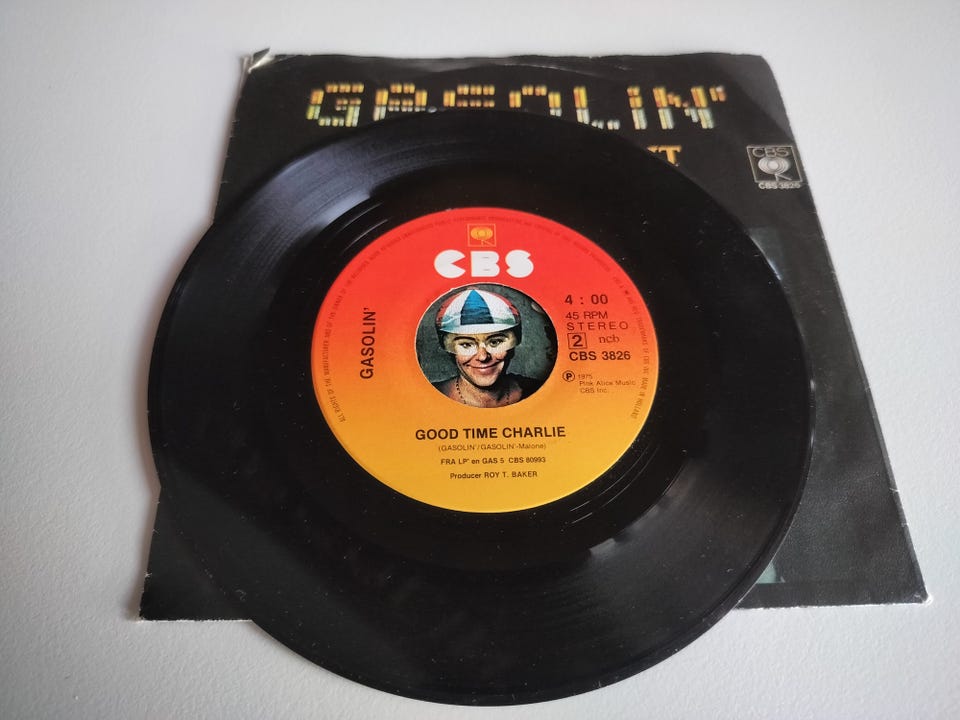 GASOLIN'
CBS
CBS 3826
CBS
GASOLIN'
4 : 00
45 RPM
STEREO
2 ncb
CBS 3826
Ⓟ 1975
Pink Alice Music
CBS Inc.
GOOD TIME CHARLIE
(GASOLIN'/GASOLIN'-Malone)
FRA LP' en GAS 5 CBS 80993
Producer ROY T. BAKER